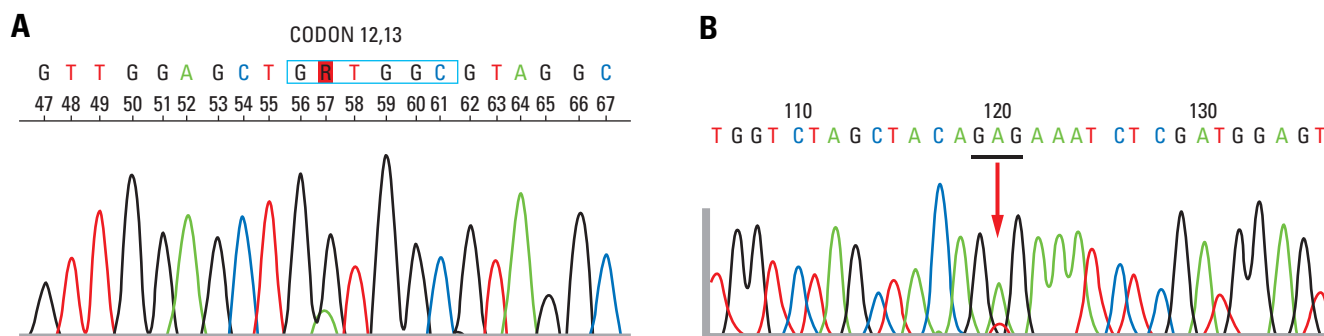 A
CODON 12,13
G T T G G A G C T G R T G G C G T A G G C
47 48 49 50 51 52 53 54 55 56 57 58 59 60 61 62 63 64 65 66 67
B
110 120 130
T G G T C T A G C T A C A G A G A A A T C T C G A T G G A G T